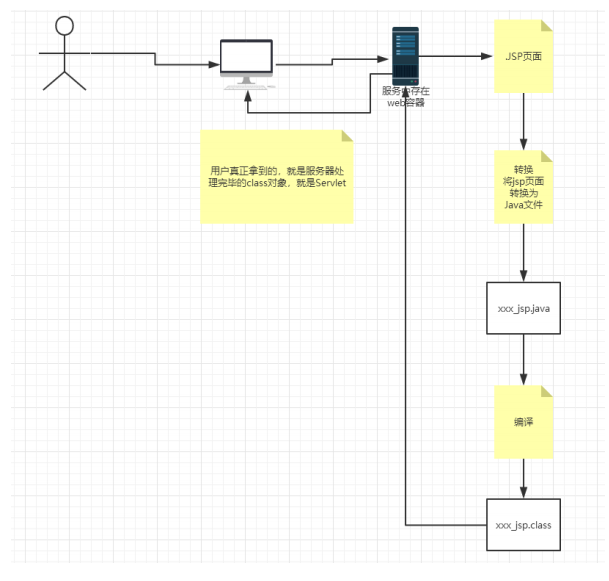 JSP页面
服务中存在
web容器
用户真正拿到的，就是服务器处
理完毕的class对象，就是Servlet
转换
将jsp页面
转换为
Java文件
xxx_jsp.java
编译
xxx_jsp.class